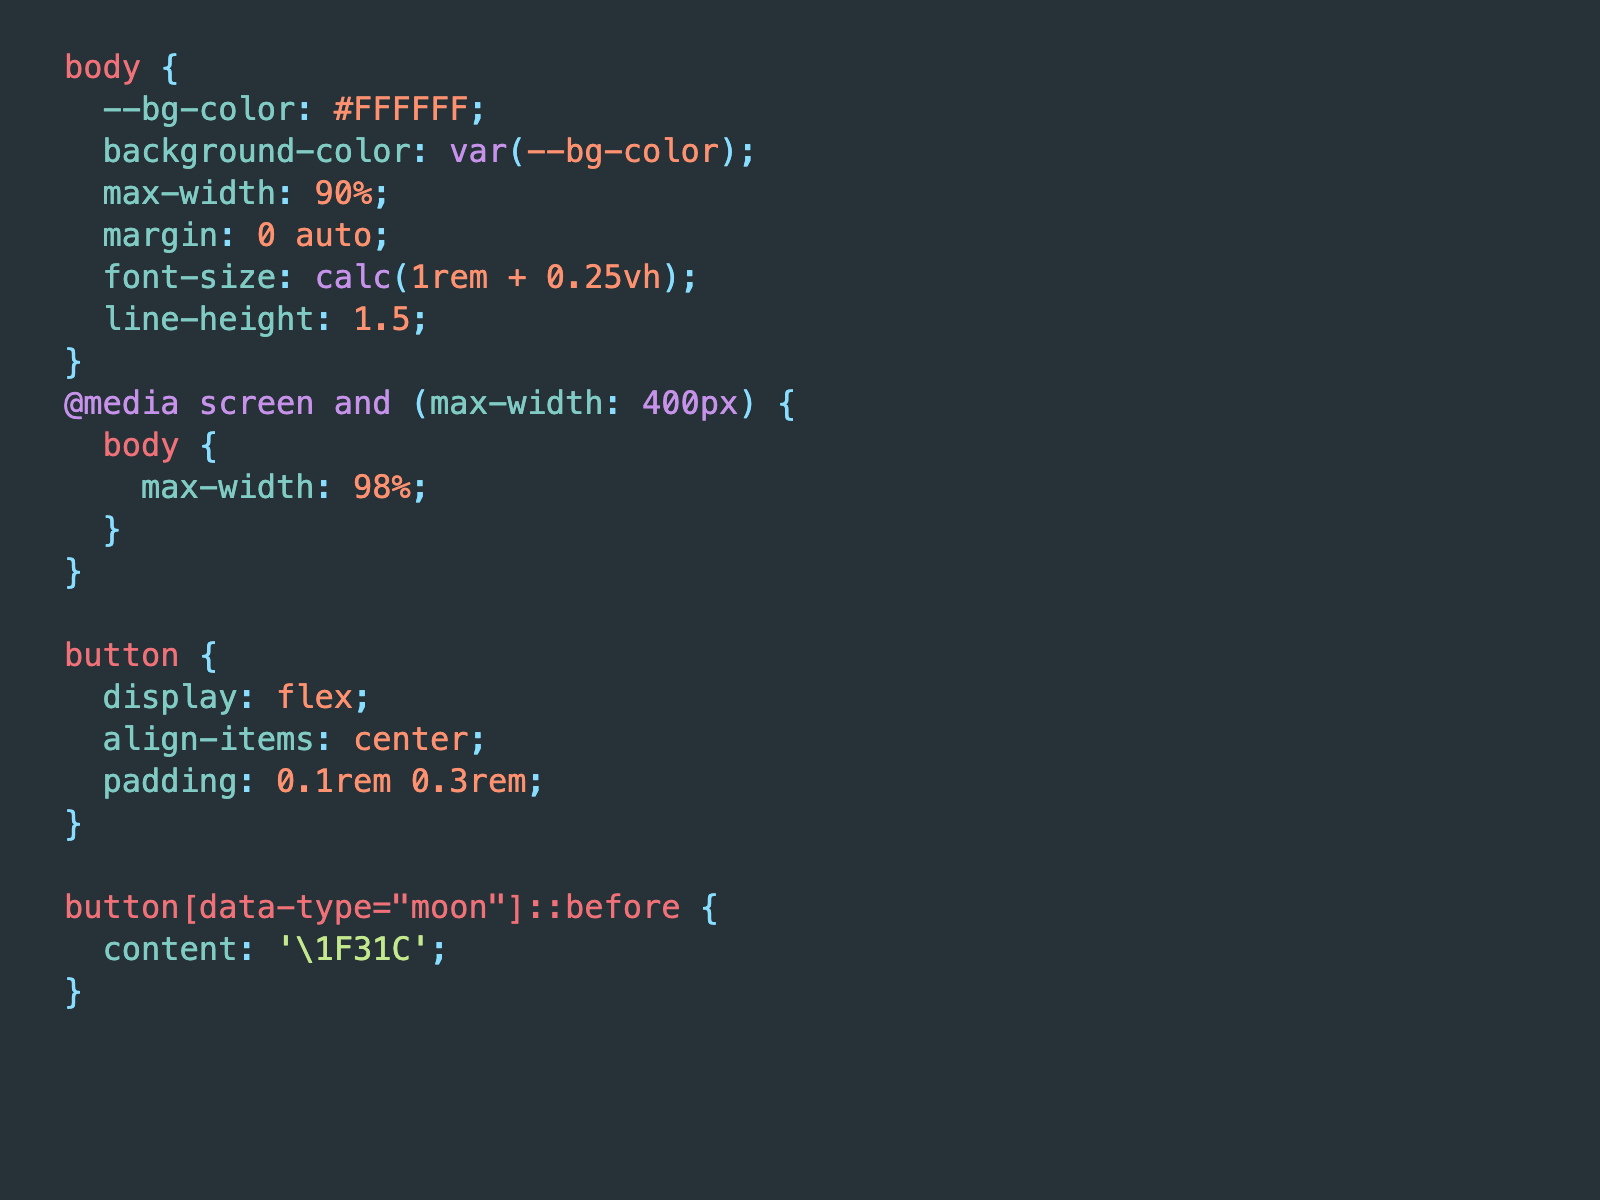 body {
  --bg-color: #FFFFFF;
  background-color: var(--bg-color);
  max-width: 90%;
  margin: 0 auto;
  font-size: calc(1rem + 0.25vh);
  line-height: 1.5;
}
@media screen and (max-width: 400px) {
  body {
    max-width: 98%;
  }
}

button {
  display: flex;
  align-items: center;
  padding: 0.1rem 0.3rem;
}

button[data-type="moon"]::before {
  content: '\1F31C';
}